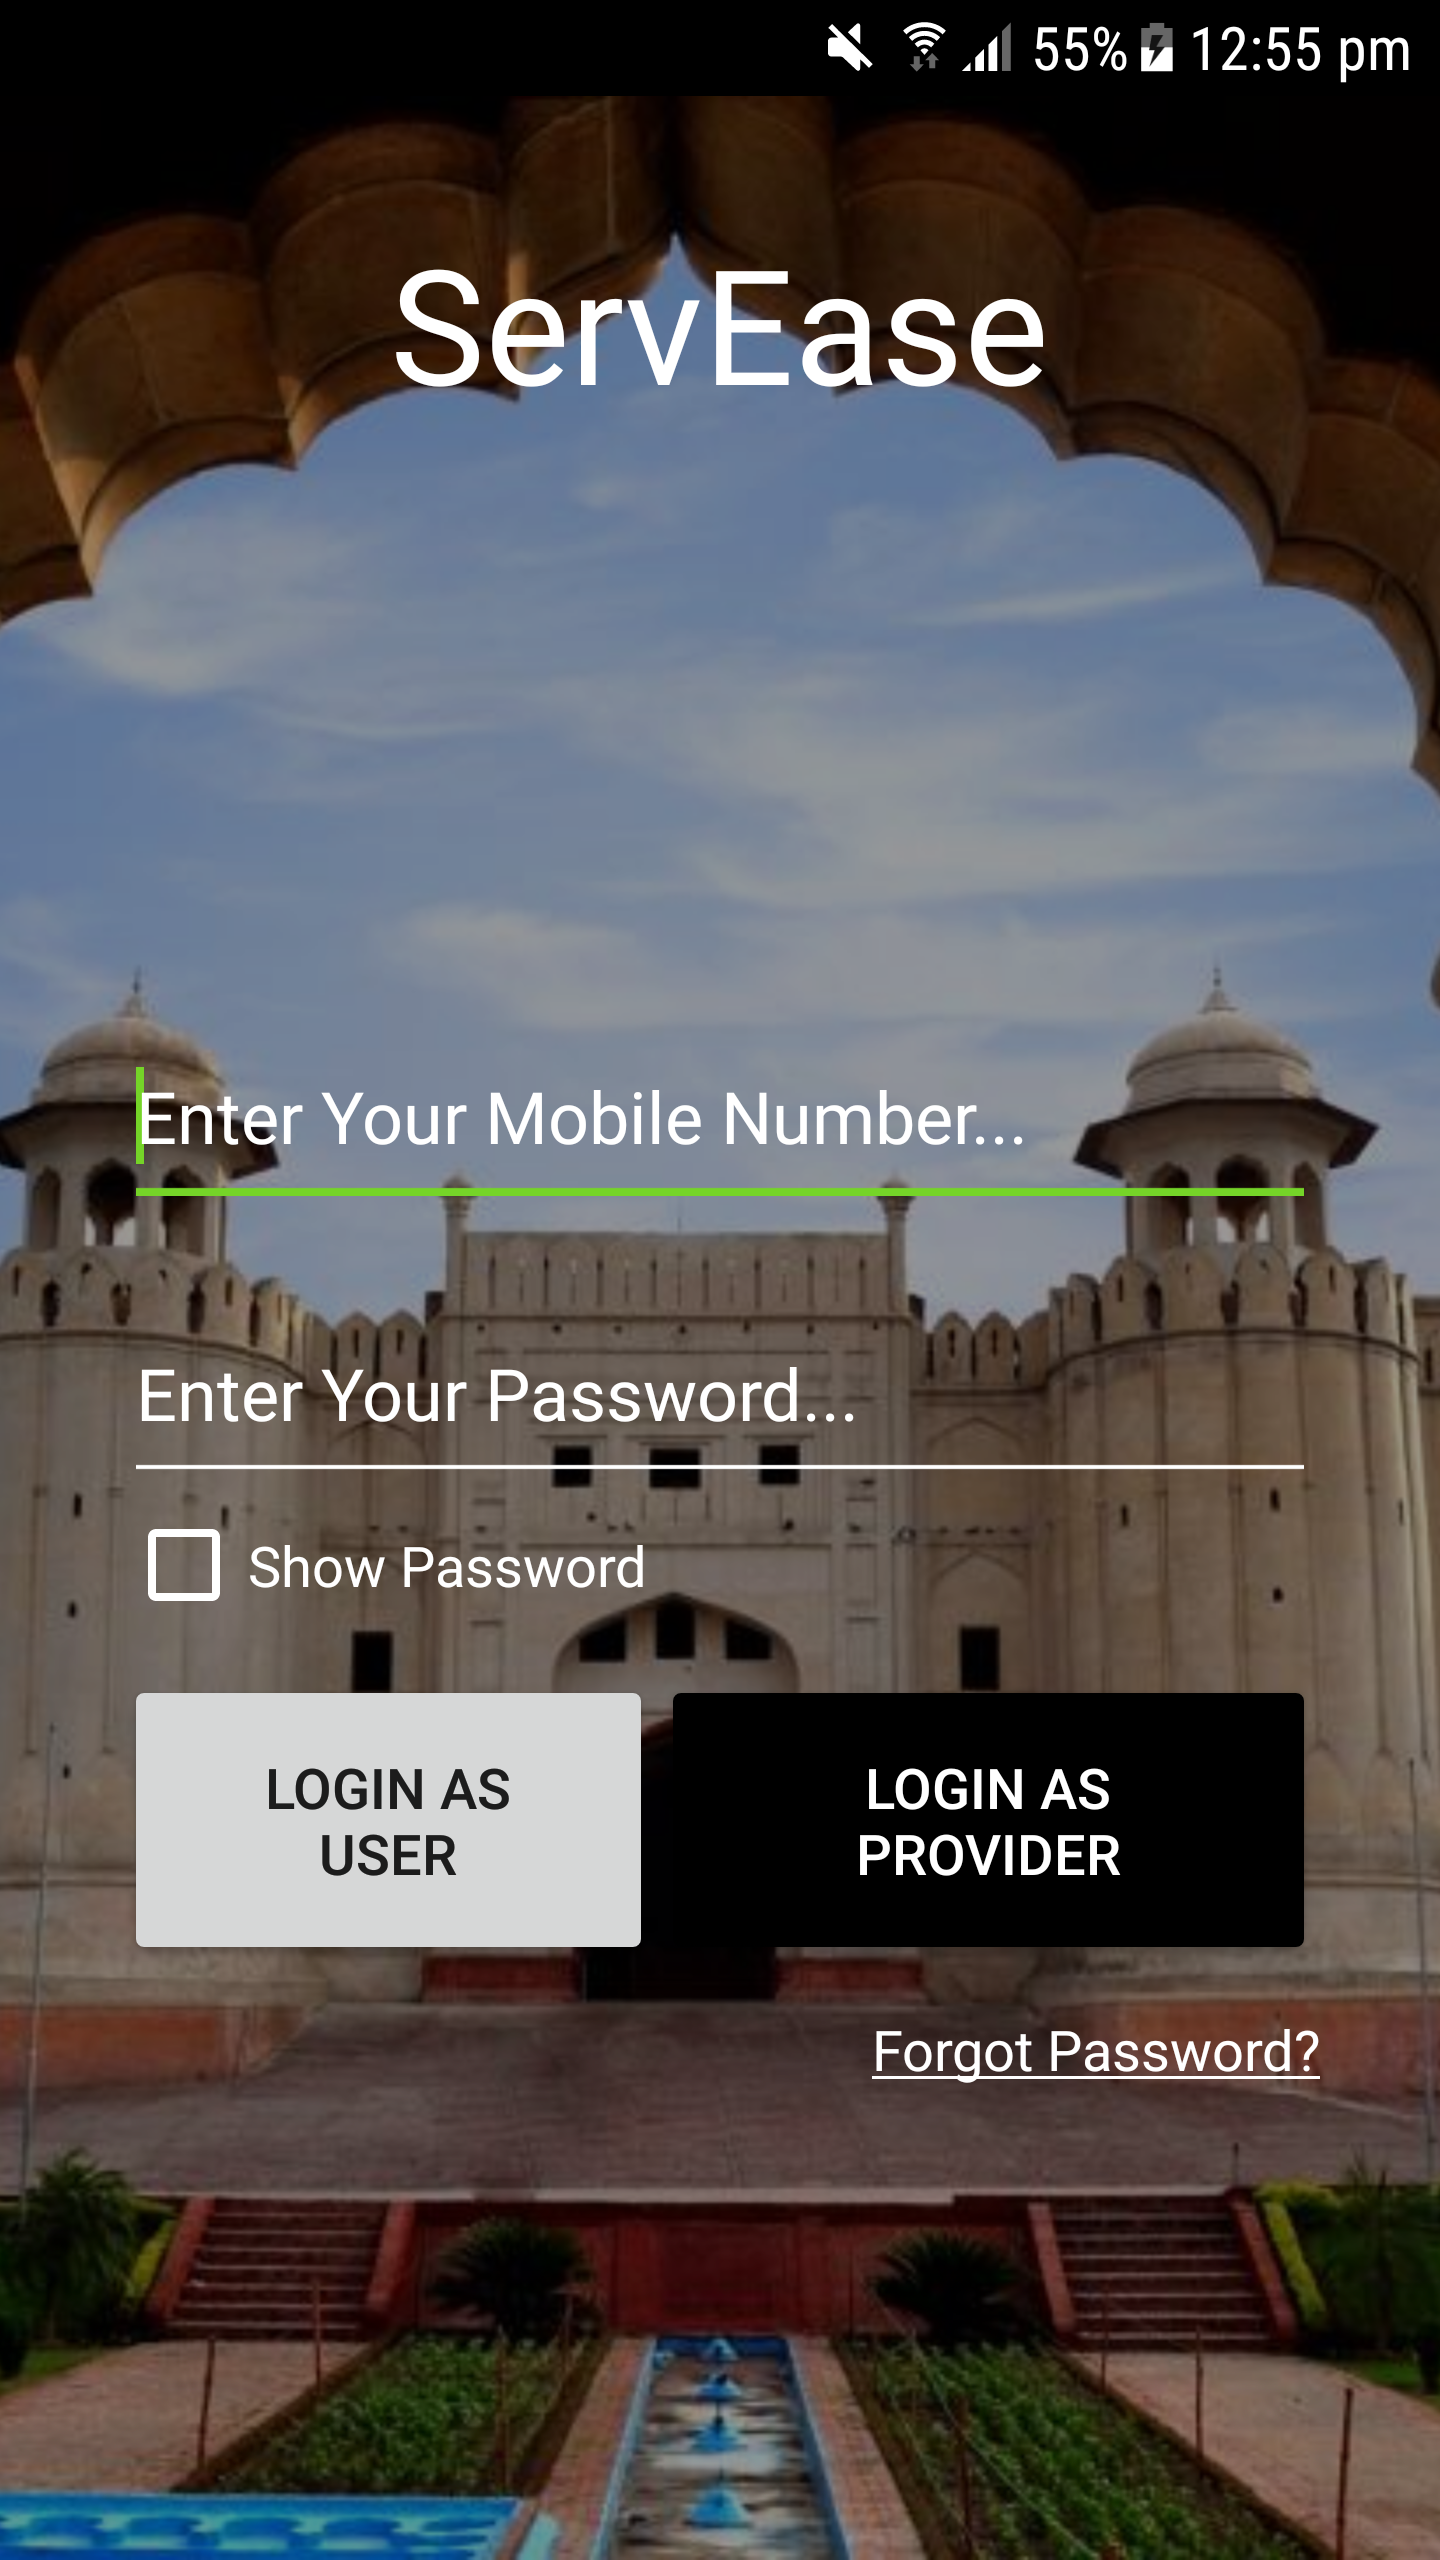 55% 12:55 pm
ServEase
Enter Your Mobile Number...
Enter Your Password...
Show Password
LOGIN AS
USER
LOGIN AS
PROVIDER
Forgot Password?